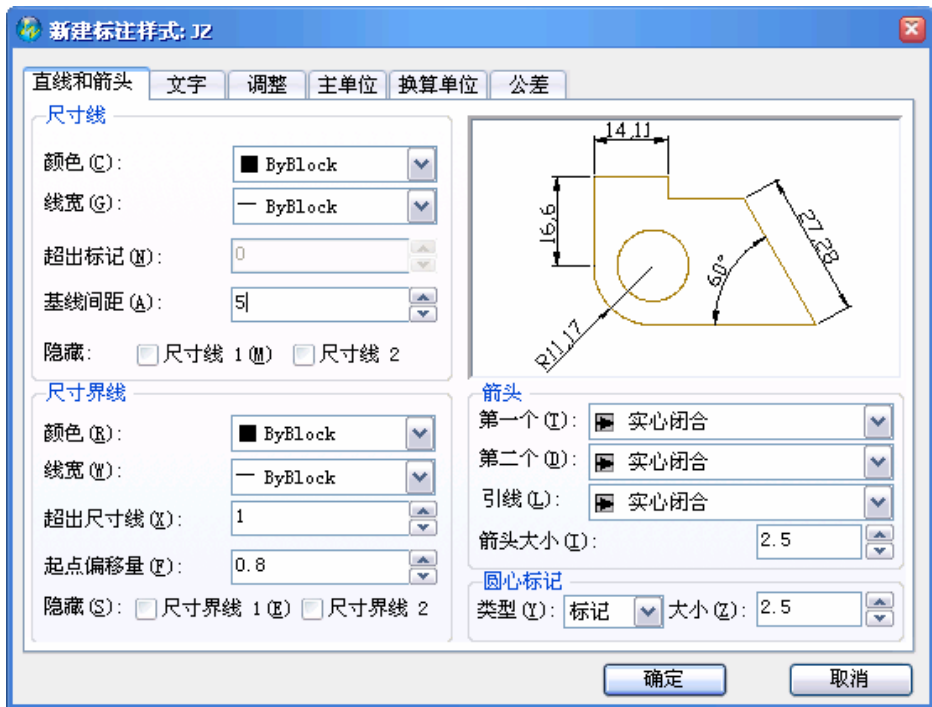 新建标注样式: JZ
直线和箭头 文字 调整 主单位 换算单位 公差
尺寸线
颜色(C): ByBlock
线宽(G): ByBlock
超出标记(N): 0
基线间距(A): 5
隐藏: 尺寸线 1(M) 尺寸线 2
尺寸界线
颜色(R): ByBlock
线宽(W): ByBlock
超出尺寸线(X): 1
起点偏移量(F): 0.8
隐藏(S): 尺寸界线 1(E) 尺寸界线 2
14,11
16,6
27,28
60°
R11,17
箭头
第一个(T): 实心闭合
第二个(D): 实心闭合
引线(L): 实心闭合
箭头大小(I): 2.5
圆心标记
类型(Y): 标记 大小(Z): 2.5
确定 取消